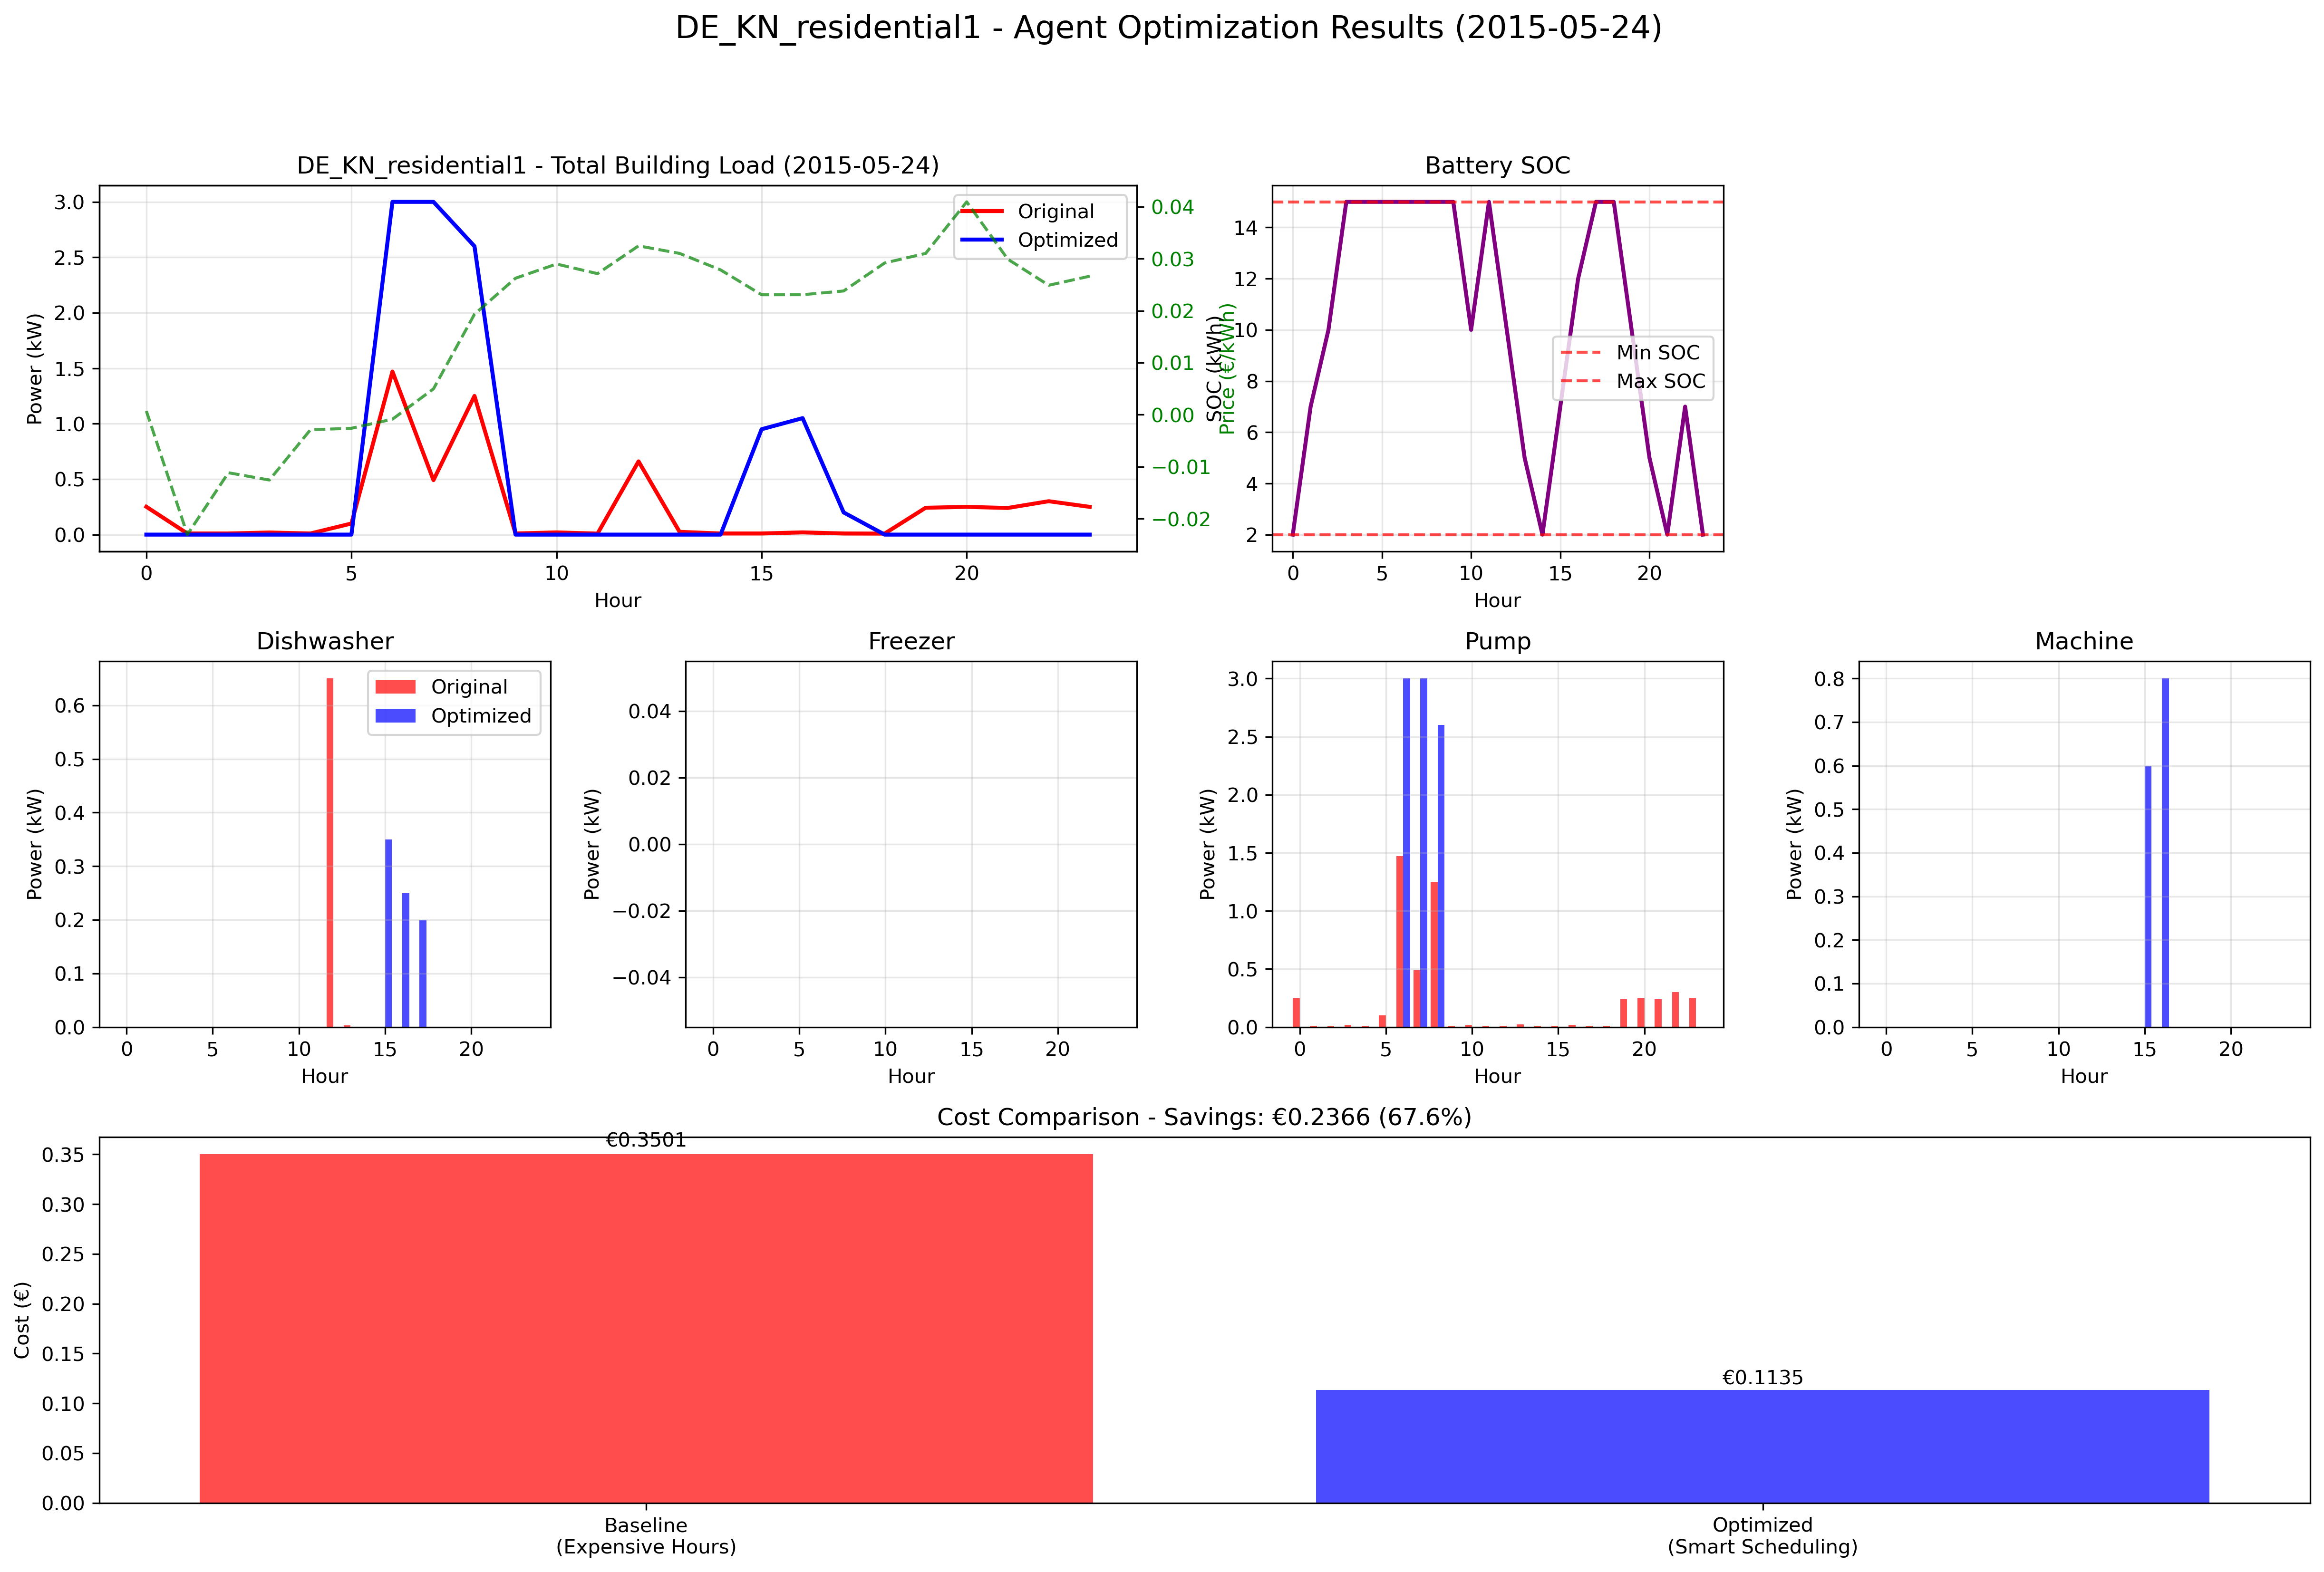 DE_KN_residential1 - Agent Optimization Results (2015-05-24)
DE_KN_residential1 - Total Building Load (2015-05-24)
Power (kW)
3.0
2.5
2.0
1.5
1.0
0.5
0.0
Original
Optimized
0.04
0.03
0.02
0.01
0.00
−0.01
−0.02
Price (€/kWh)
0 5 10 15 20
Hour
Battery SOC
SOC (kWh)
14
12
10
8
6
4
2
Min SOC
Max SOC
0 5 10 15 20
Hour
Dishwasher
Power (kW)
0.6
0.5
0.4
0.3
0.2
0.1
0.0
Original
Optimized
0 5 10 15 20
Hour
Freezer
Power (kW)
0.04
0.02
0.00
−0.02
−0.04
0 5 10 15 20
Hour
Pump
Power (kW)
3.0
2.5
2.0
1.5
1.0
0.5
0.0
0 5 10 15 20
Hour
Machine
Power (kW)
0.8
0.7
0.6
0.5
0.4
0.3
0.2
0.1
0.0
0 5 10 15 20
Hour
Cost Comparison - Savings: €0.2366 (67.6%)
Cost (€)
0.35
0.30
0.25
0.20
0.15
0.10
0.05
0.00
€0.3501
€0.1135
Baseline
(Expensive Hours)
Optimized
(Smart Scheduling)